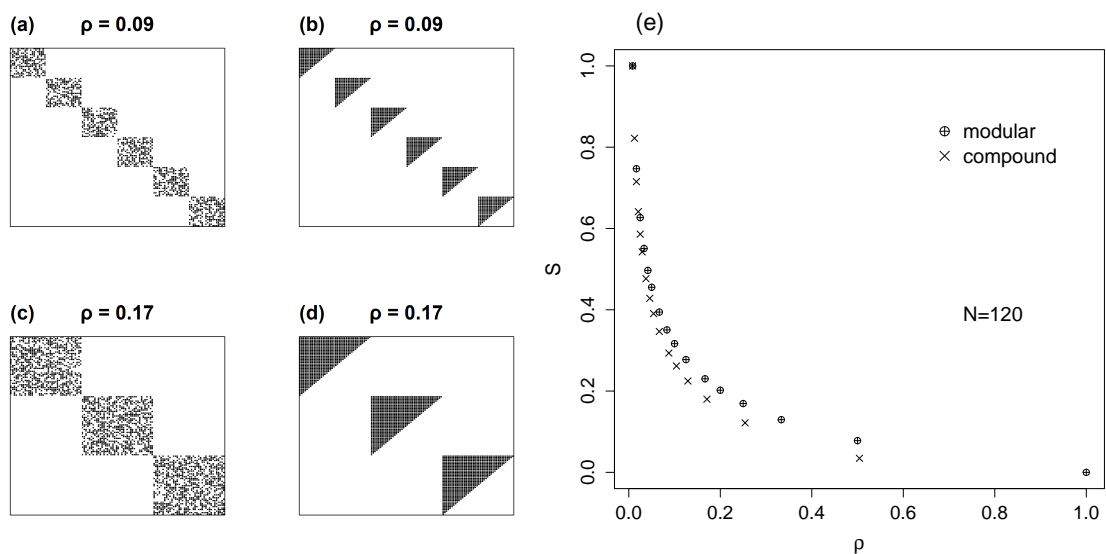 (a) ρ = 0.09
(b) ρ = 0.09
(c) ρ = 0.17
(d) ρ = 0.17
(e)
1.0
0.8
0.6
0.4
0.2
0.0
S
modular
compound
N=120
0.0 0.2 0.4 0.6 0.8 1.0
ρ